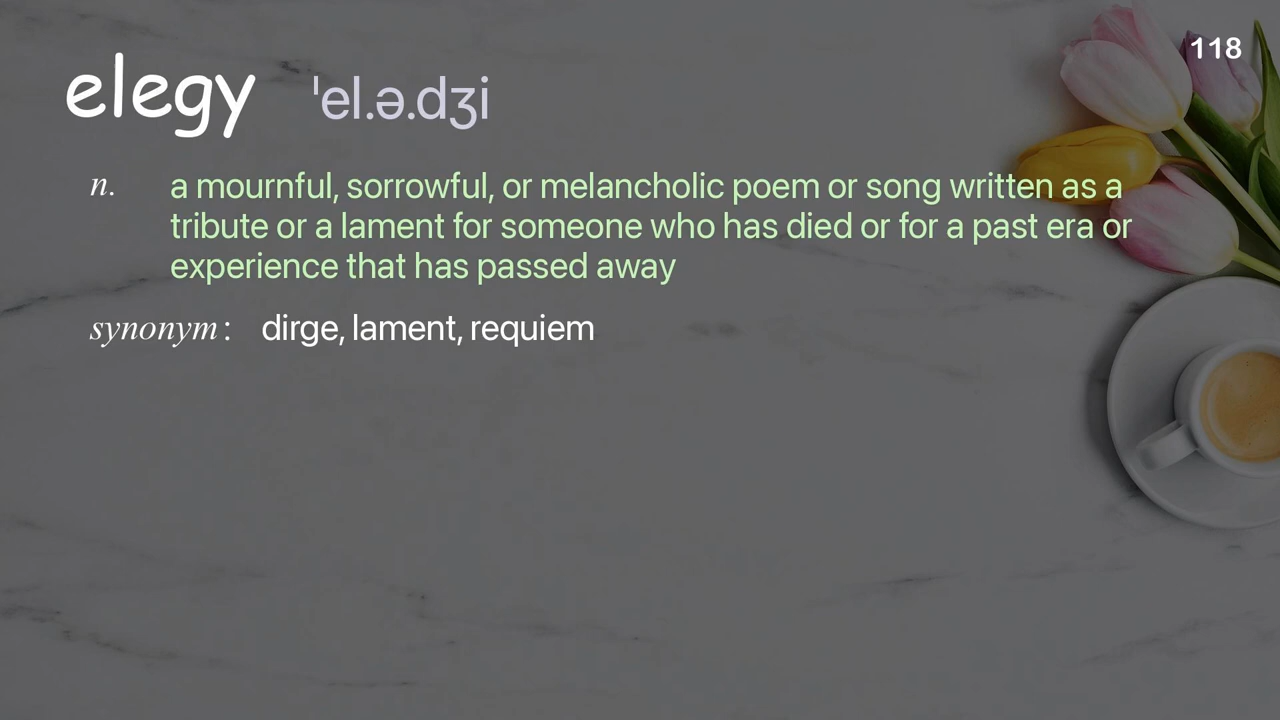 118
elegy ˈel.ə.dʒi
n. a mournful, sorrowful, or melancholic poem or song written as a
tribute or a lament for someone who has died or for a past era or
experience that has passed away
synonym: dirge, lament, requiem